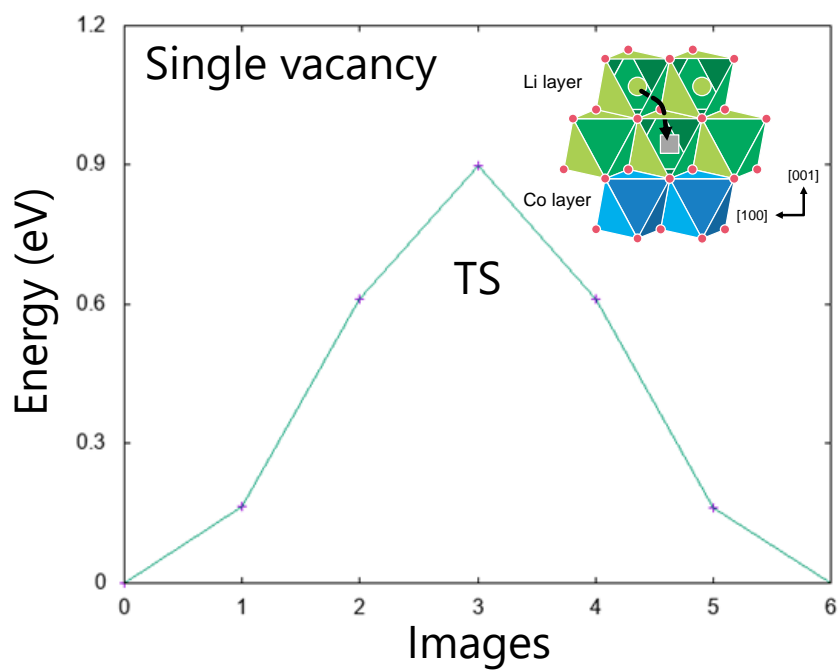 1.2
Single vacancy
Li layer
0.9
[001]
Co layer
[100]
TS
0.6
Energy (eV)
0.3
0
0 1 2 3 4 5 6
Images